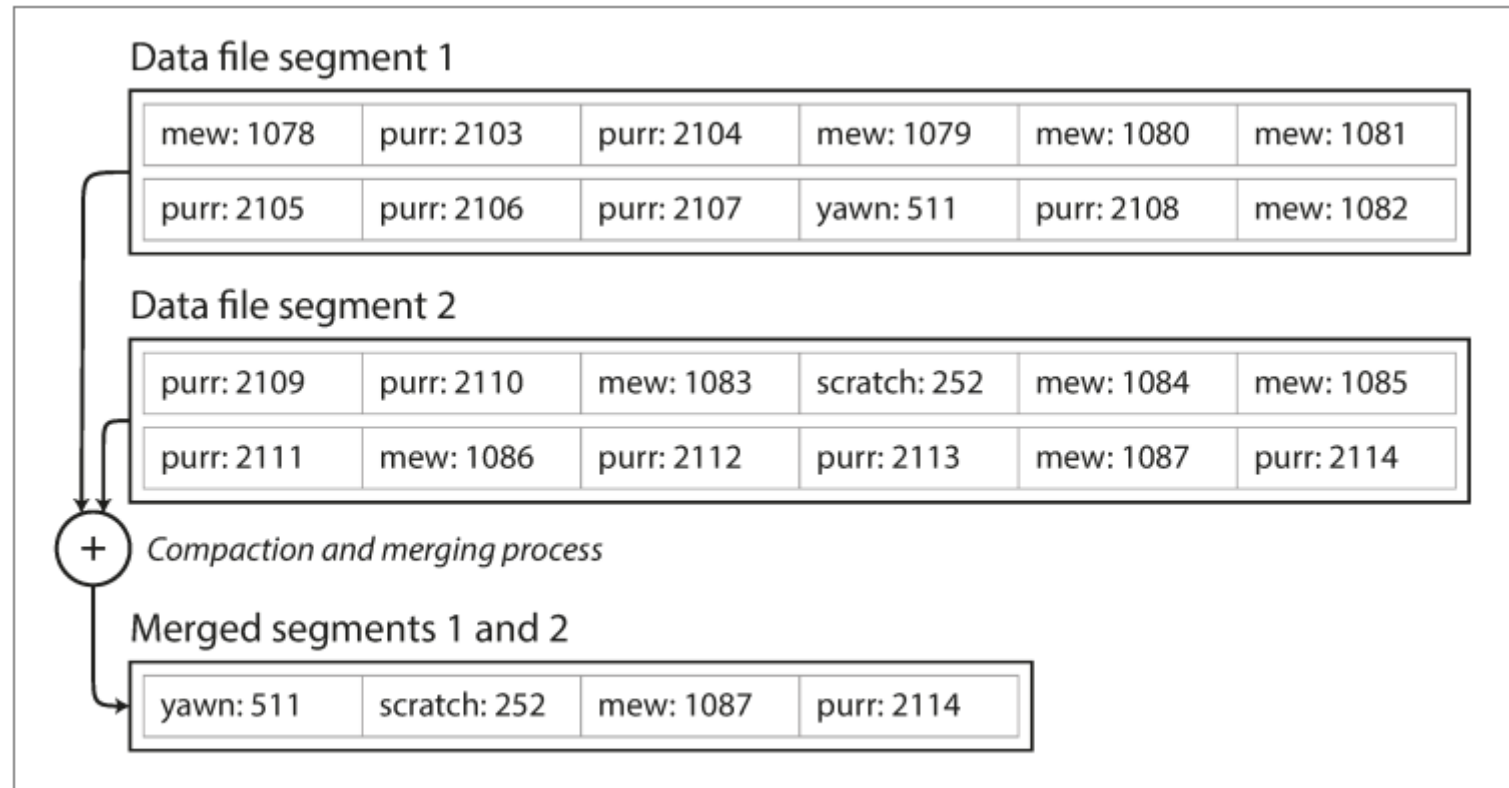 Data file segment 1
mew: 1078 purr: 2103 purr: 2104 mew: 1079 mew: 1080 mew: 1081
purr: 2105 purr: 2106 purr: 2107 yawn: 511 purr: 2108 mew: 1082
Data file segment 2
purr: 2109 purr: 2110 mew: 1083 scratch: 252 mew: 1084 mew: 1085
purr: 2111 mew: 1086 purr: 2112 purr: 2113 mew: 1087 purr: 2114
+ Compaction and merging process
Merged segments 1 and 2
yawn: 511 scratch: 252 mew: 1087 purr: 2114